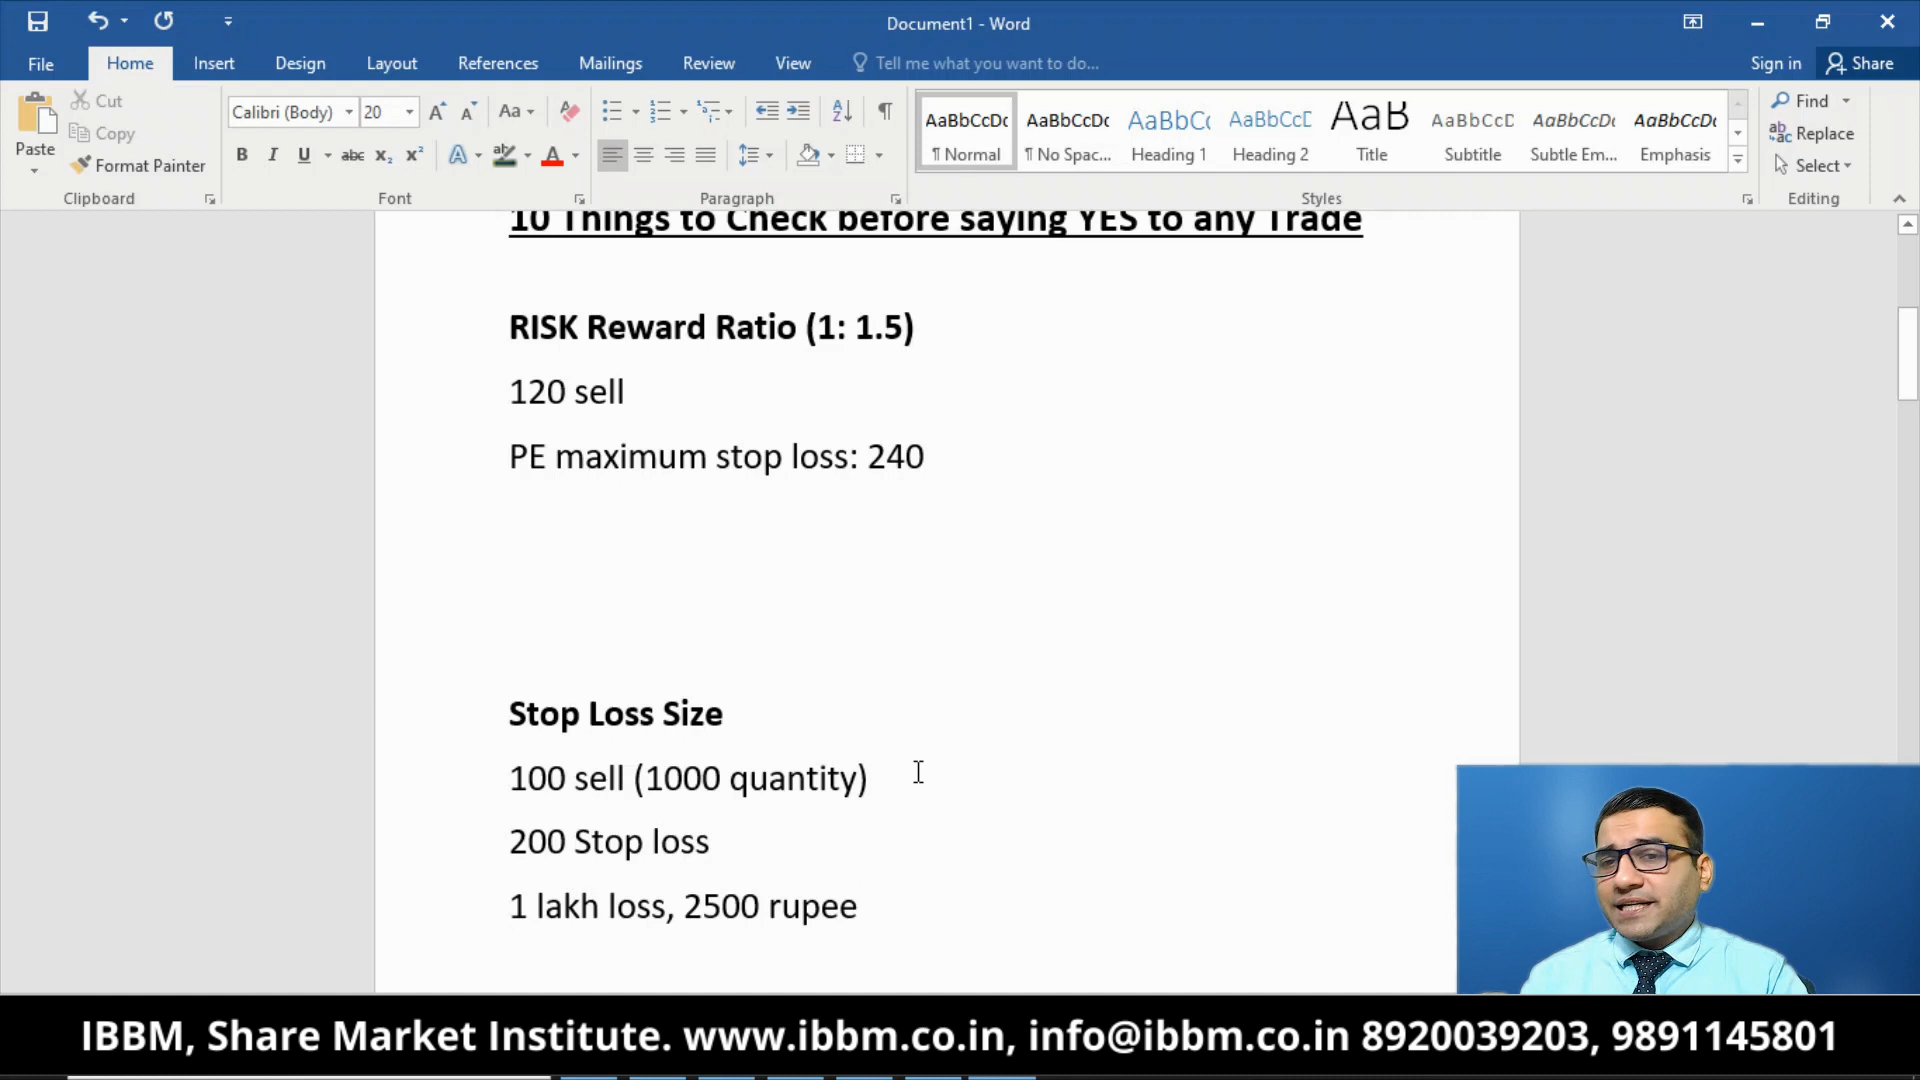 Document1 - Word
File Home Insert Design Layout References Mailings Review View Tell me what you want to do... Sign in Share
Paste Cut Copy Format Painter
Calibri (Body) 20
AaBbCcDc AaBbCcDc AaBbC AaBbCcD AaB AaBbCcD AaBbCcDc AaBbCcDc
¶ Normal ¶ No Spac... Heading 1 Heading 2 Title Subtitle Subtle Em... Emphasis
Find Replace Select
Clipboard Font Paragraph Styles Editing
10 Things to Check before saying YES to any Trade
RISK Reward Ratio (1: 1.5)
120 sell
PE maximum stop loss: 240
Stop Loss Size
100 sell (1000 quantity)
200 Stop loss
1 lakh loss, 2500 rupee
IBBM, Share Market Institute. www.ibbm.co.in, info@ibbm.co.in 8920039203, 9891145801